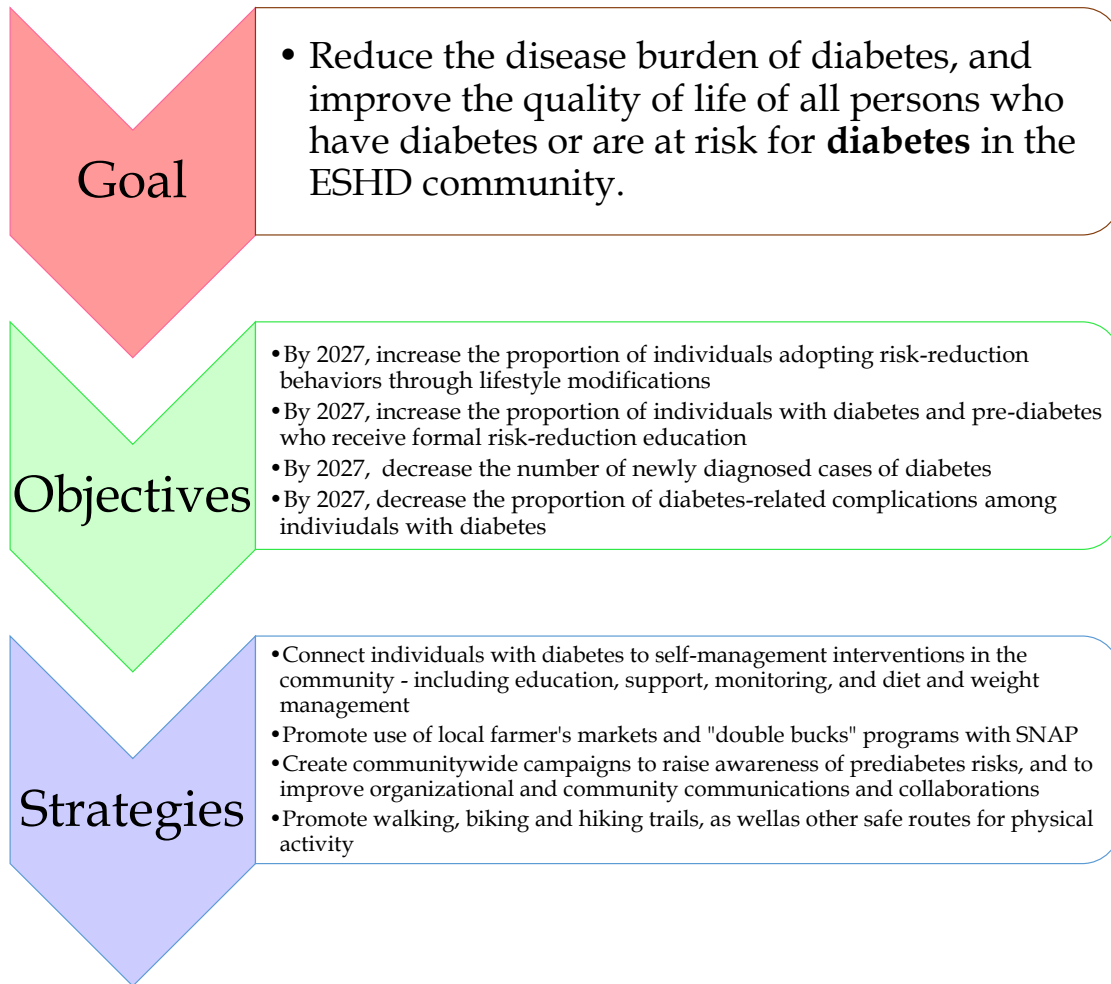 Goal
• Reduce the disease burden of diabetes, and
improve the quality of life of all persons who
have diabetes or are at risk for diabetes in the
ESHD community.
Objectives
•By 2027, increase the proportion of individuals adopting risk-reduction
behaviors through lifestyle modifications
•By 2027, increase the proportion of individuals with diabetes and pre-diabetes
who receive formal risk-reduction education
•By 2027,  decrease the number of newly diagnosed cases of diabetes
•By 2027, decrease the proportion of diabetes-related complications among
indiviudals with diabetes
Strategies
•Connect individuals with diabetes to self-management interventions in the
community - including education, support, monitoring, and diet and weight
management
•Promote use of local farmer's markets and "double bucks" programs with SNAP
•Create communitywide campaigns to raise awareness of prediabetes risks, and to
improve organizational and community communications and collaborations
•Promote walking, biking and hiking trails, as wellas other safe routes for physical
activity